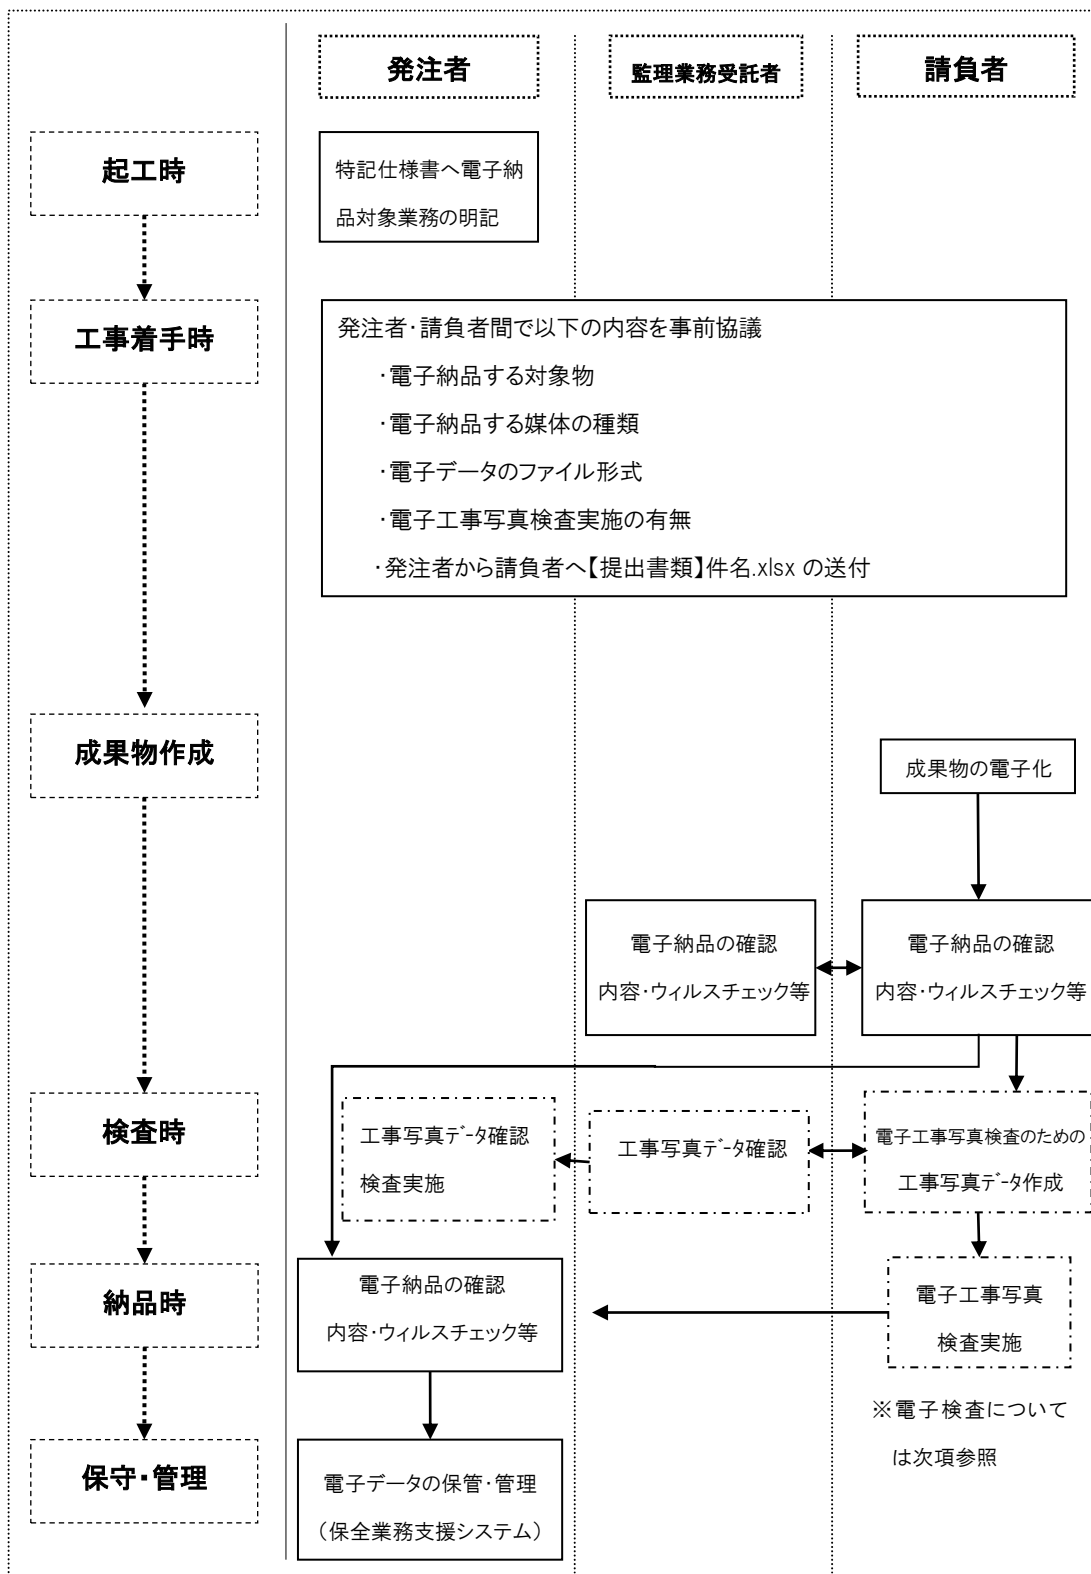 発注者
監理業務受託者
請負者
起工時
特記仕様書へ電子納
品対象業務の明記
工事着手時
発注者・請負者間で以下の内容を事前協議
・電子納品する対象物
・電子納品する媒体の種類
・電子データのファイル形式
・電子工事写真検査実施の有無
・発注者から請負者へ【提出書類】件名.xlsx の送付
成果物作成
成果物の電子化
電子納品の確認
内容・ウィルスチェック等
電子納品の確認
内容・ウィルスチェック等
検査時
工事写真ﾃﾞｰﾀ確認
検査実施
工事写真ﾃﾞｰﾀ確認
電子工事写真検査のための
工事写真ﾃﾞｰﾀ作成
納品時
電子納品の確認
内容・ウィルスチェック等
電子工事写真
検査実施
※電子検査について
は次項参照
保守・管理
電子データの保管・管理
（保全業務支援システム）